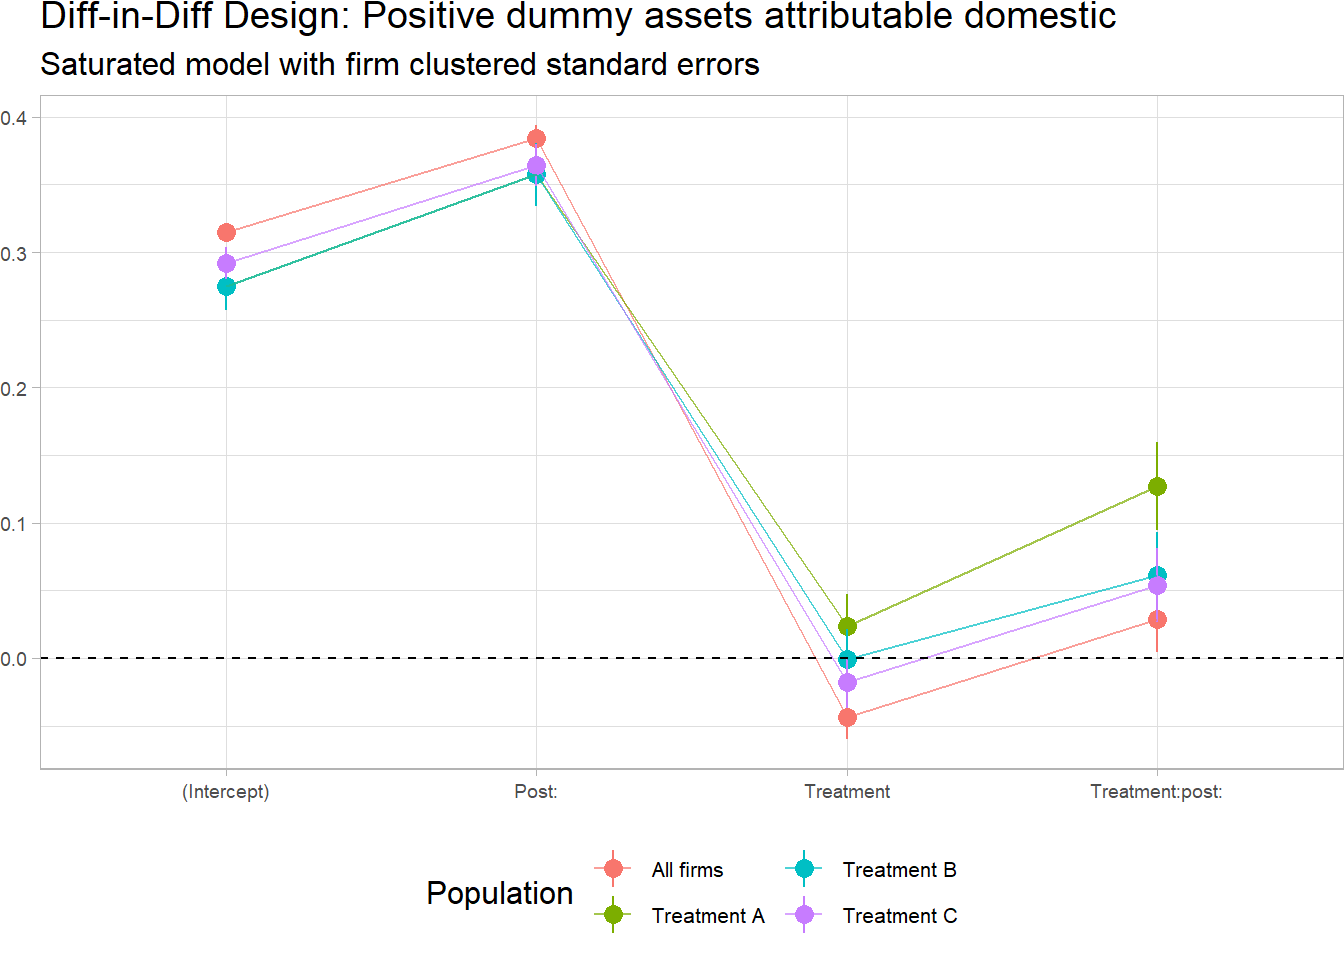 Diff-in-Diff Design: Positive dummy assets attributable domestic
Saturated model with firm clustered standard errors
0.4
0.3
0.2
0.1
0.0
(Intercept) Post: Treatment Treatment:post:
Population
All firms Treatment B
Treatment A Treatment C